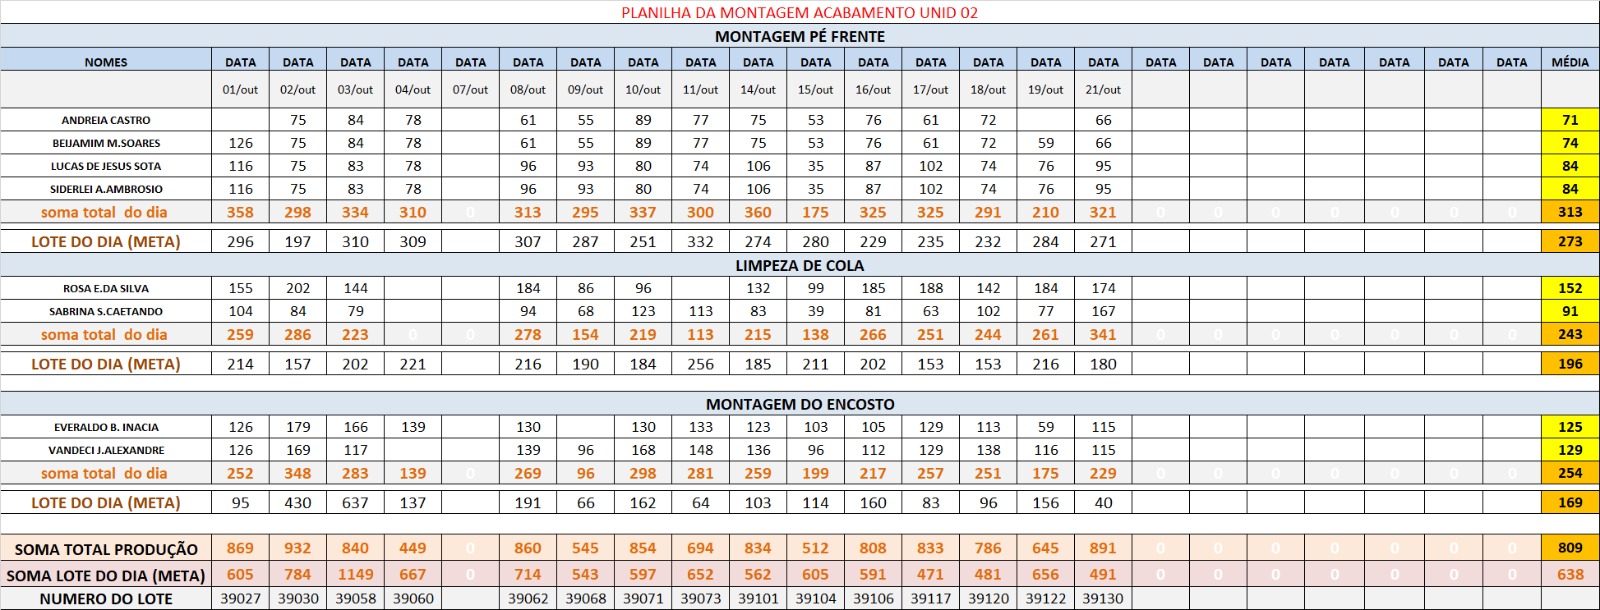 PLANILHA DA MONTAGEM ACABAMENTO UNID 02
MONTAGEM PÉ FRENTE
NOMES DATA DATA DATA DATA DATA DATA DATA DATA DATA DATA DATA DATA DATA DATA DATA DATA DATA DATA DATA DATA DATA DATA DATA MÉDIA
01/out 02/out 03/out 04/out 07/out 08/out 09/out 10/out 11/out 14/out 15/out 16/out 17/out 18/out 19/out 21/out
ANDREIA CASTRO 75 84 78 61 55 89 77 75 53 76 61 72 66 71
BEIJAMIM M.SOARES 126 75 84 78 61 55 89 77 75 53 76 61 72 59 66 74
LUCAS DE JESUS SOTA 116 75 83 78 96 93 80 74 106 35 87 102 74 76 95 84
SIDERLEI A.AMBROSIO 116 75 83 78 96 93 80 74 106 35 87 102 74 76 95 84
soma total do dia 358 298 334 310 0 313 295 337 300 360 175 325 325 291 210 321 0 0 0 0 0 0 0 313
LOTE DO DIA (META) 296 197 310 309 307 287 251 332 274 280 229 235 232 284 271 273
LIMPEZA DE COLA
ROSA E.DA SILVA 155 202 144 184 86 96 132 99 185 188 142 184 174 152
SABRINA S.CAETANDO 104 84 79 94 68 123 113 83 39 81 63 102 77 167 91
soma total do dia 259 286 223 0 0 278 154 219 113 215 138 266 251 244 261 341 0 0 0 0 0 0 0 243
LOTE DO DIA (META) 214 157 202 221 216 190 184 256 185 211 202 153 153 216 180 196
MONTAGEM DO ENCOSTO
EVERALDO B. INACIA 126 179 166 139 130 130 133 123 103 105 129 113 59 115 125
VANDECI J.ALEXANDRE 126 169 117 139 96 168 148 136 96 112 129 138 116 115 129
soma total do dia 252 348 283 139 0 269 96 298 281 259 199 217 257 251 175 229 0 0 0 0 0 0 0 254
LOTE DO DIA (META) 95 430 637 137 191 66 162 64 103 114 160 83 96 156 40 169
SOMA TOTAL PRODUÇÃO 869 932 840 449 0 860 545 854 694 834 512 808 833 786 645 891 0 0 0 0 0 0 0 809
SOMA LOTE DO DIA (META) 605 784 1149 667 0 714 543 597 652 562 605 591 471 481 656 491 0 0 0 0 0 0 0 638
NUMERO DO LOTE 39027 39030 39058 39060 39062 39068 39071 39073 39101 39104 39106 39117 39120 39122 39130